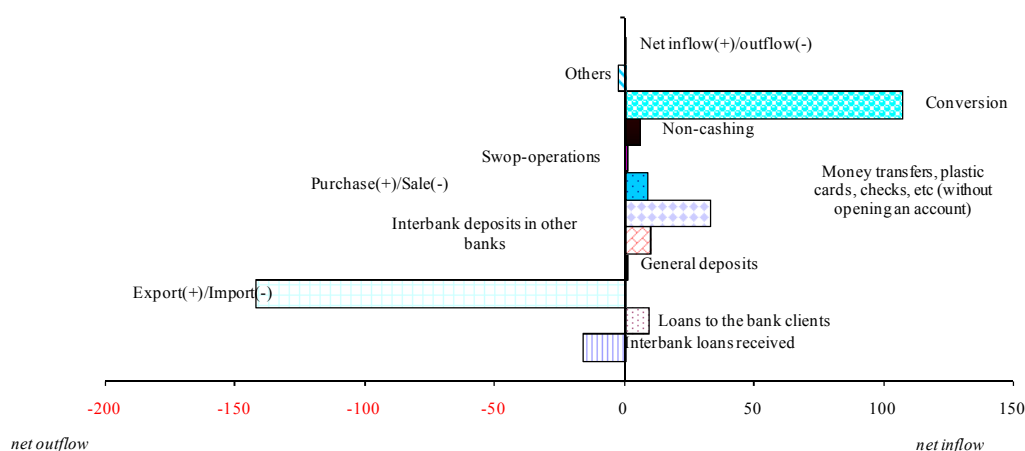 Net inflow(+)/outflow(-)
Others
Conversion
Non-cashing
Swop-operations
Money transfers, plastic
cards, checks, etc (without
opening an account)
Purchase(+)/Sale(-)
Interbank deposits in other
banks
General deposits
Export(+)/Import(-)
Loans to the bank clients
Interbank loans received
-200 -150 -100 -50 0 50 100 150
net outflow net inflow